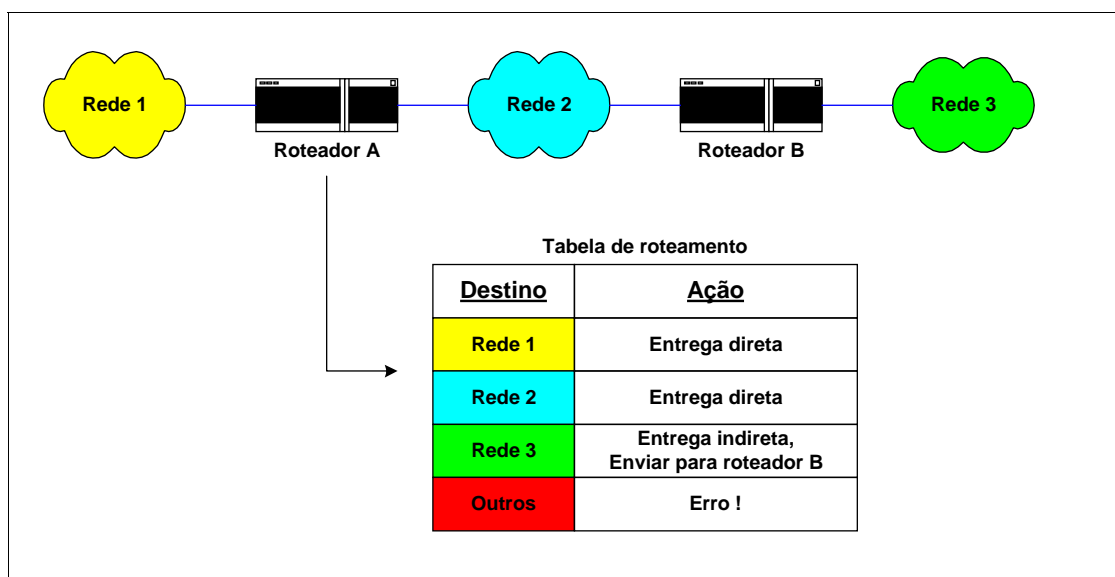 Rede 1
Rede 2
Rede 3
Roteador A
Roteador B
Tabela de roteamento
Destino
Ação
Rede 1
Entrega direta
Rede 2
Entrega direta
Rede 3
Entrega indireta,
Enviar para roteador B
Outros
Erro !